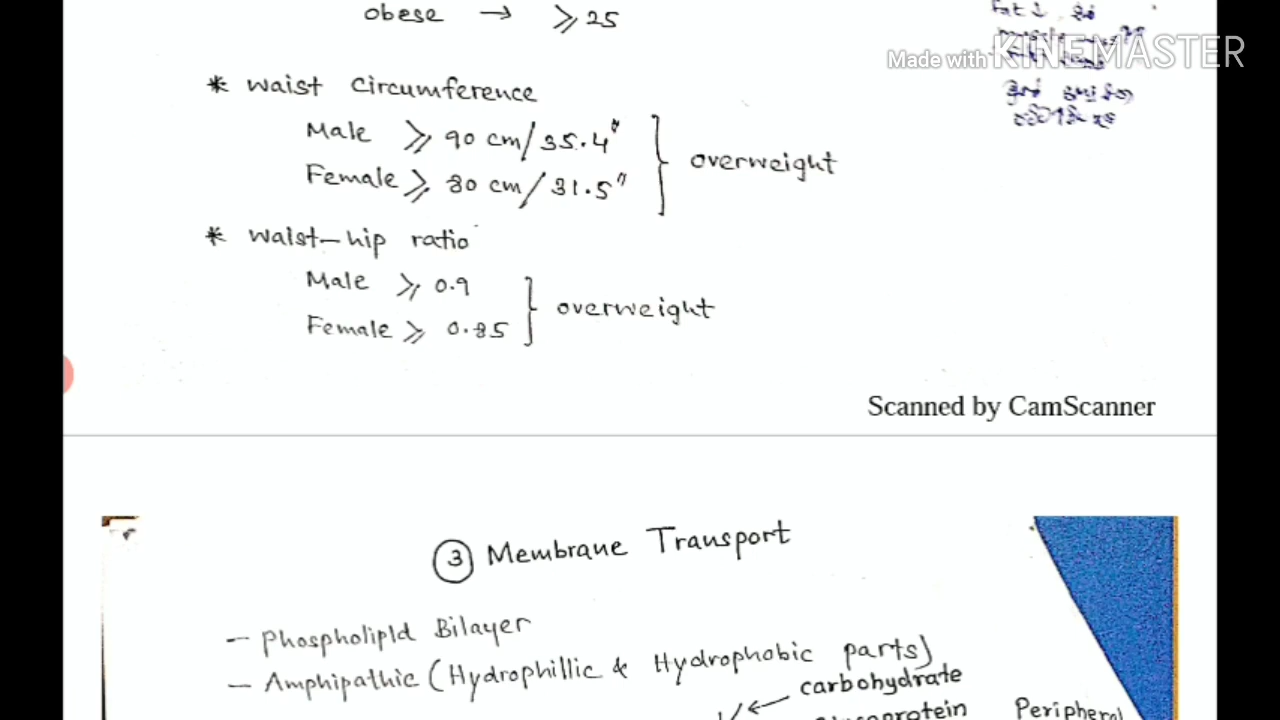 obese → ⩾ 25
Fat ↓
Made with KINEMASTER
* waist circumference
Male ⩾ 90 cm/35.4"
Female ⩾ 80 cm/31.5"
overweight
* waist-hip ratio
Male ⩾ 0.9
Female ⩾ 0.85
overweight
Scanned by CamScanner
③ Membrane Transport
- Phospholipid Bilayer
- Amphipathic (Hydrophillic & Hydrophobic parts)
carbohydrate
Peripheral